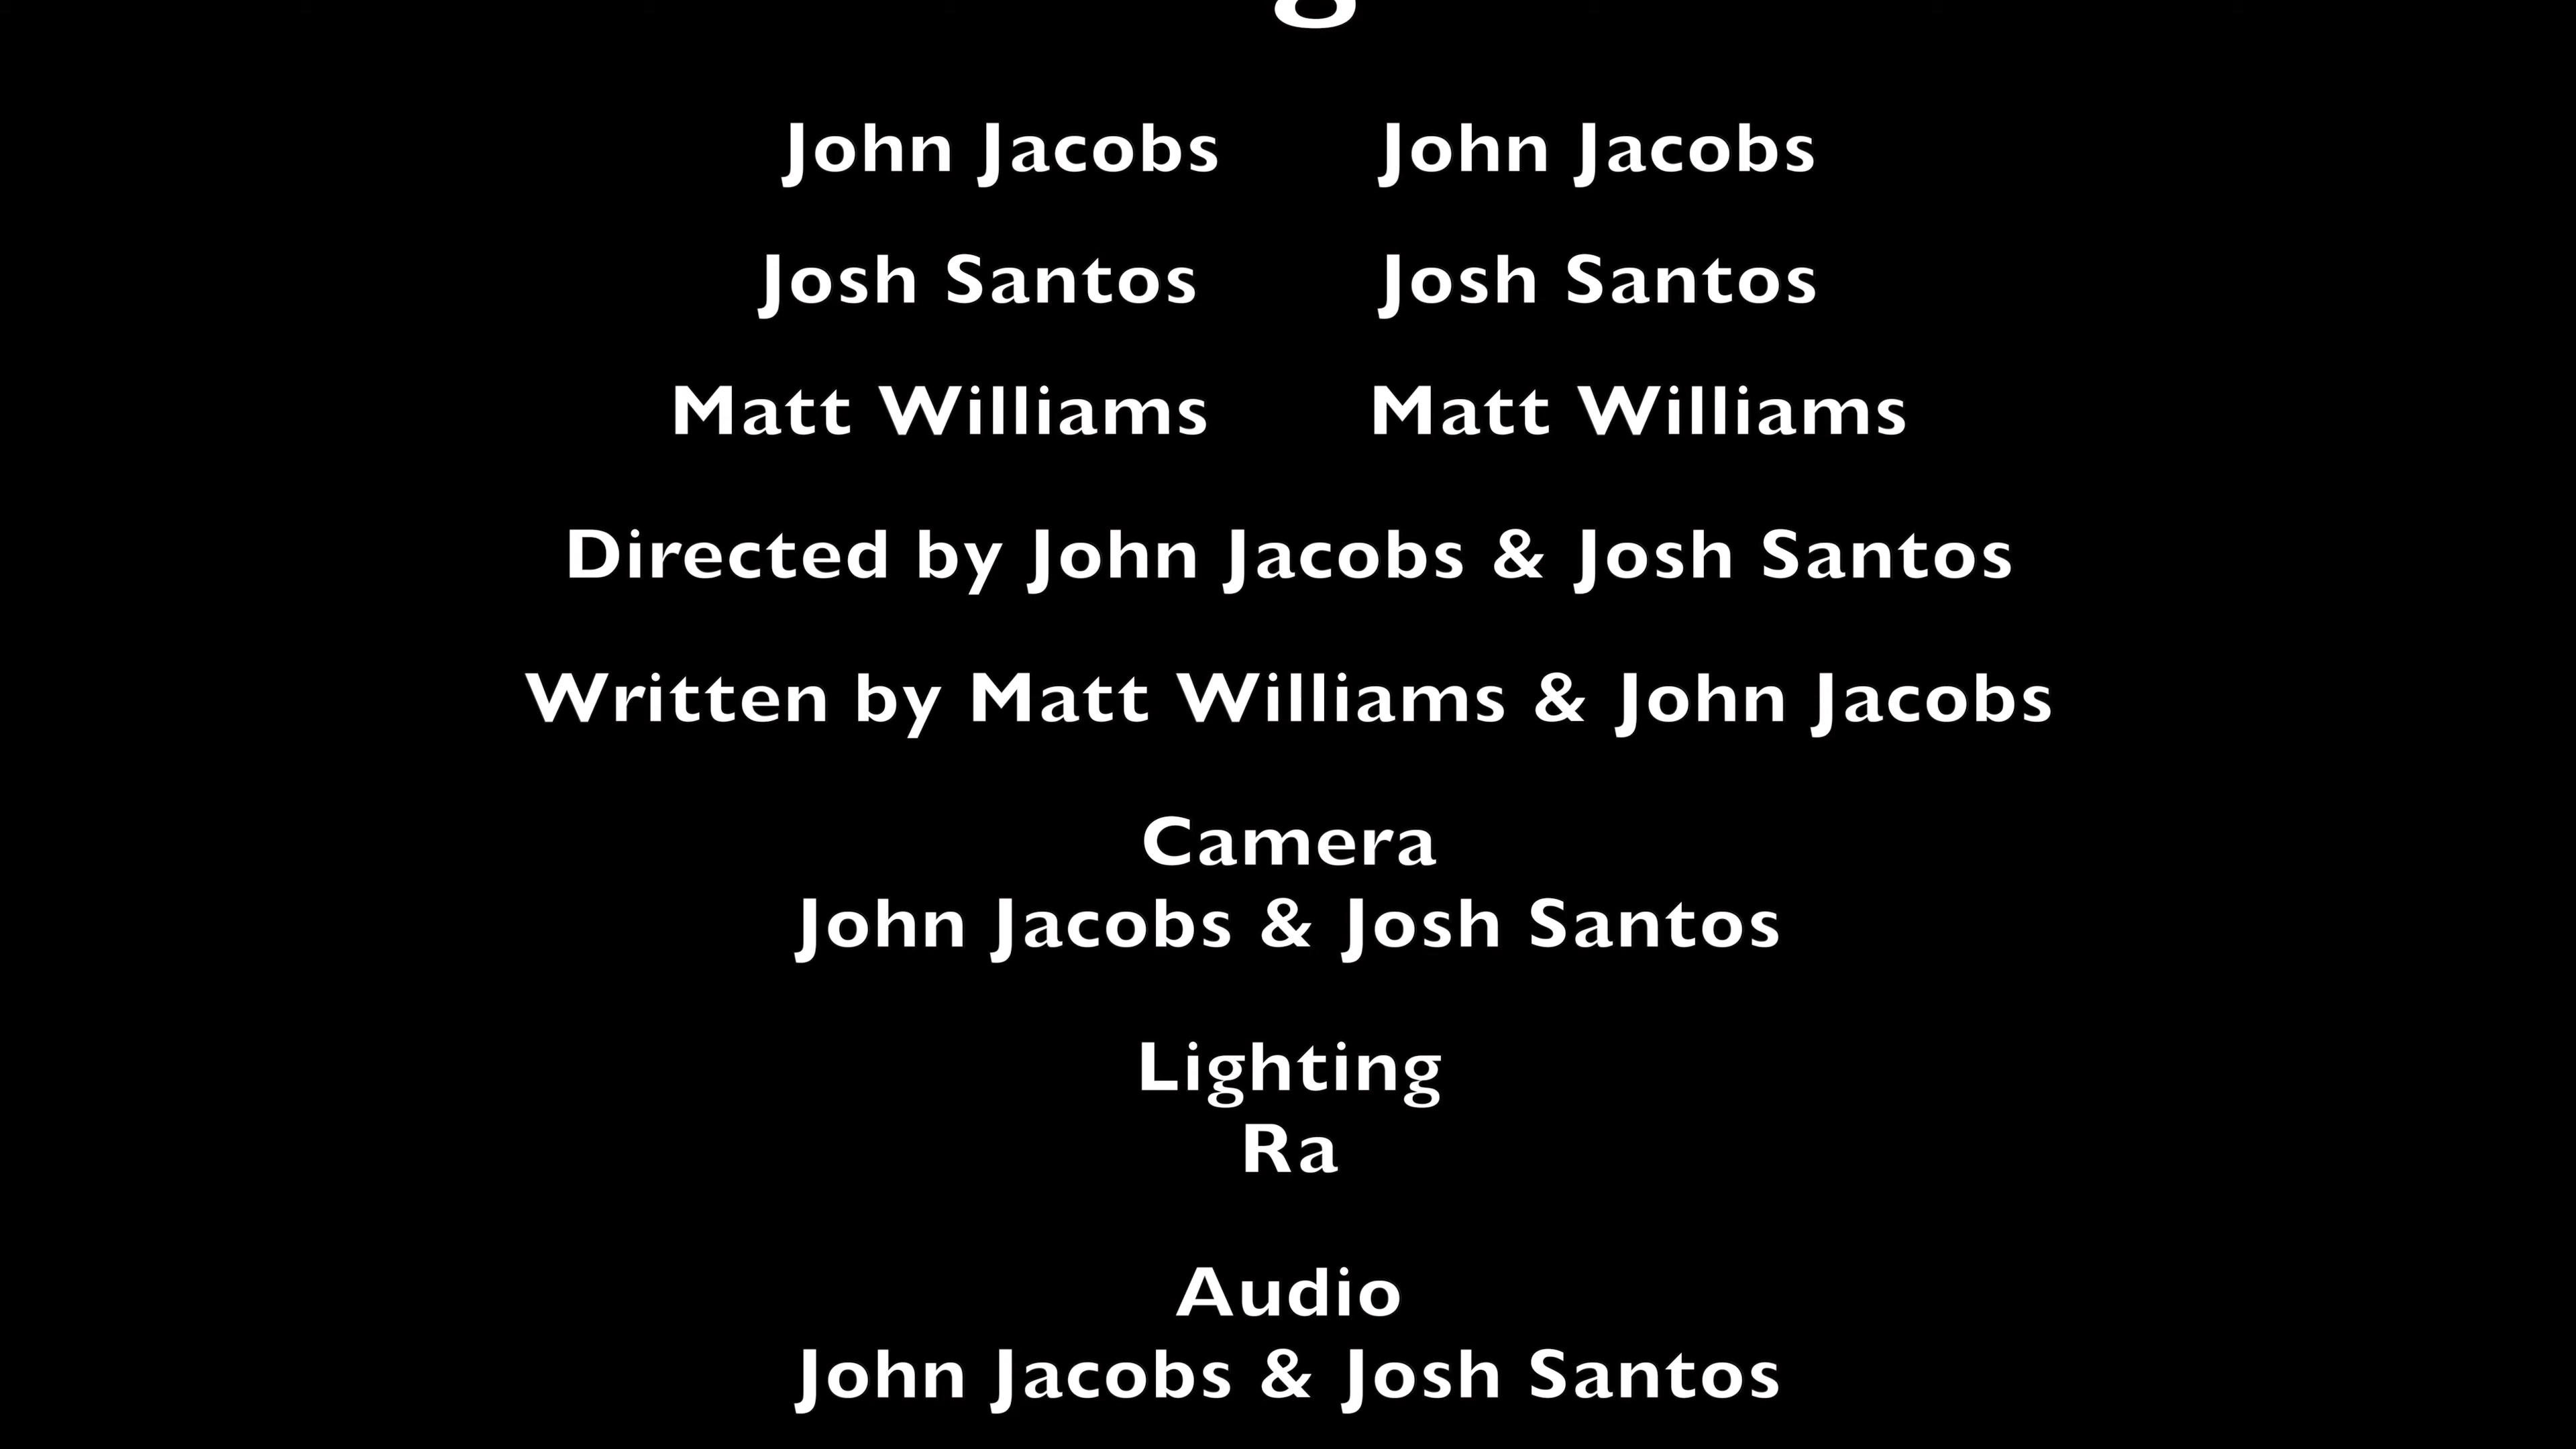 John Jacobs John Jacobs
Josh Santos Josh Santos
Matt Williams Matt Williams
Directed by John Jacobs & Josh Santos
Written by Matt Williams & John Jacobs
Camera
John Jacobs & Josh Santos
Lighting
Ra
Audio
John Jacobs & Josh Santos